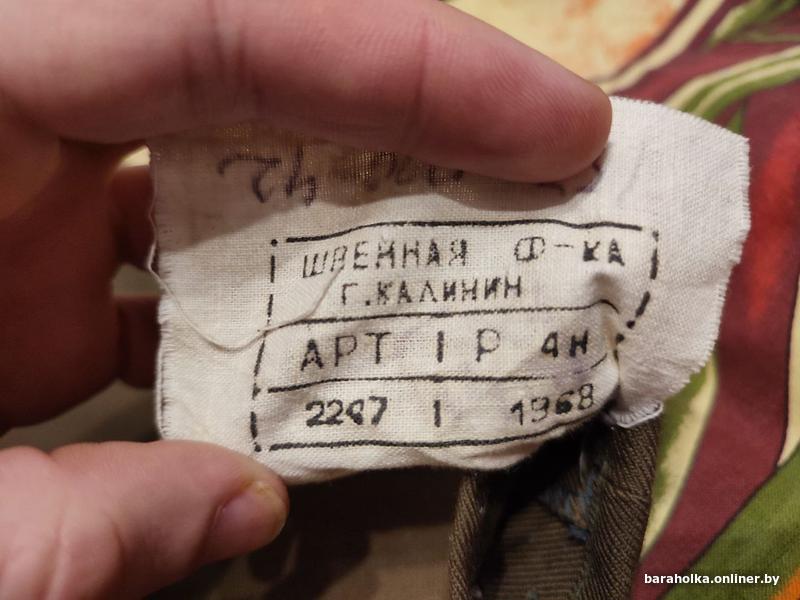 ШВЕЙНАЯ Ф-КА
Г.КАЛИНИН
АРТ | Р 4Н
2247 | 1968
baraholka.onliner.by